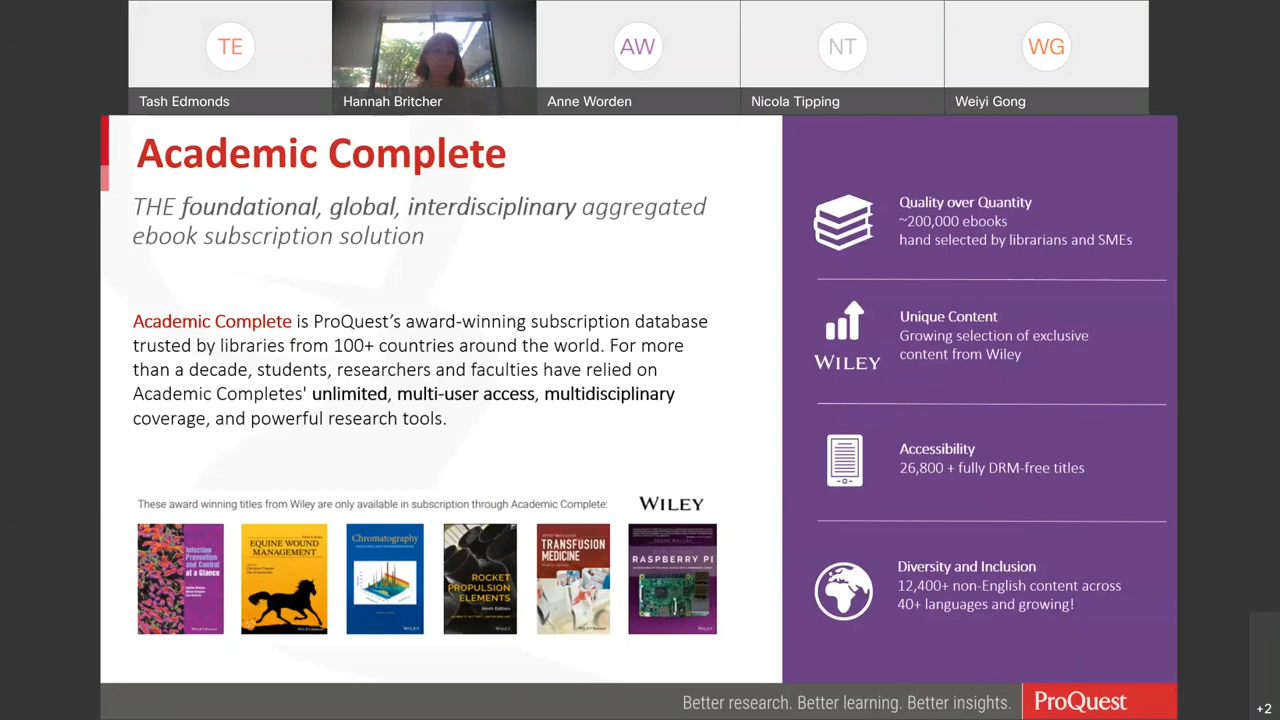 TE
AW
NT
WG
Tash Edmonds
Hannah Britcher
Anne Worden
Nicola Tipping
Weiyi Gong
Academic Complete
THE foundational, global, interdisciplinary aggregated
ebook subscription solution
Academic Complete is ProQuest’s award-winning subscription database
trusted by libraries from 100+ countries around the world. For more
than a decade, students, researchers and faculties have relied on
Academic Completes' unlimited, multi-user access, multidisciplinary
coverage, and powerful research tools.
These award winning titles from Wiley are only available in subscription through Academic Complete:
WILEY
Infection
Prevention
and Control
at a Glance
EQUINE WOUND
MANAGEMENT
Chromatography
ROCKET
PROPULSION
ELEMENTS
Ninth Edition
TRANSFUSION
MEDICINE
RASPBERRY PI
Quality over Quantity
~200,000 ebooks
hand selected by librarians and SMEs
Unique Content
Growing selection of exclusive
content from Wiley
WILEY
Accessibility
26,800 + fully DRM-free titles
Diversity and Inclusion
12,400+ non-English content across
40+ languages and growing!
Better research. Better learning. Better insights.
ProQuest
+2